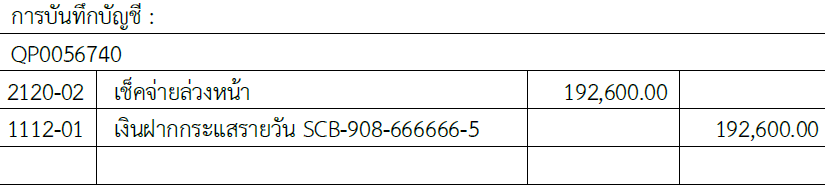 การบันทึกบัญชี :
QP0056740
2120-02 เช็คจ่ายล่วงหน้า 192,600.00
1112-01 เงินฝากกระแสรายวัน SCB-908-666666-5 192,600.00